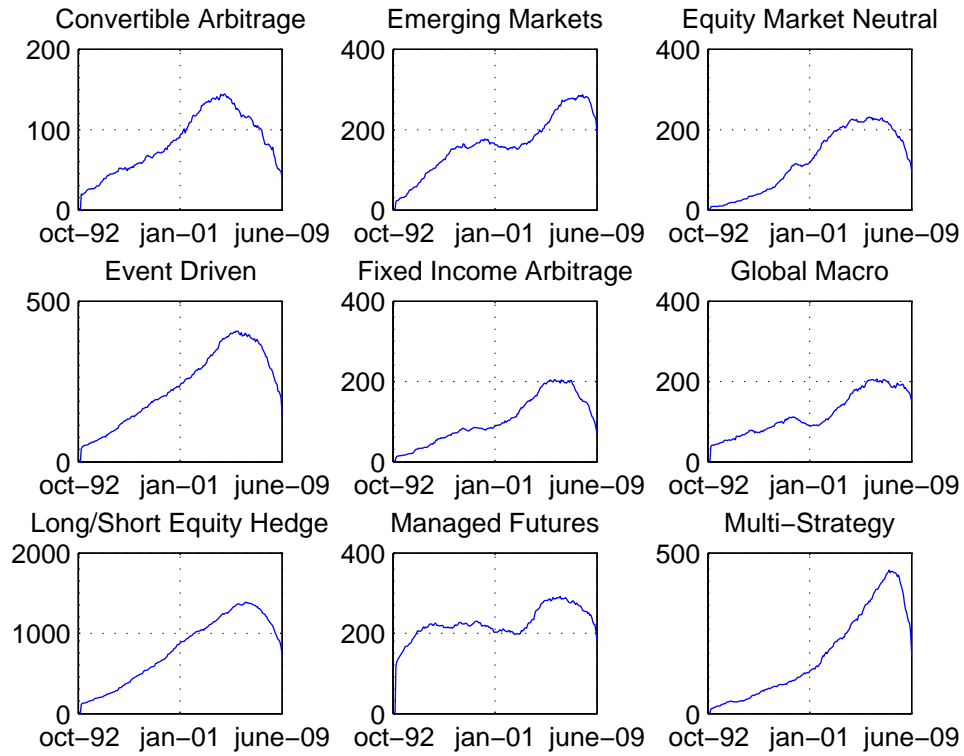 Convertible Arbitrage
Emerging Markets
Equity Market Neutral
200
100
0
400
200
0
400
200
0
oct−92 jan−01 june−09
oct−92 jan−01 june−09
oct−92 jan−01 june−09
Event Driven
Fixed Income Arbitrage
Global Macro
500
0
400
200
0
400
200
0
oct−92 jan−01 june−09
oct−92 jan−01 june−09
oct−92 jan−01 june−09
Long/Short Equity Hedge
Managed Futures
Multi−Strategy
2000
1000
0
400
200
0
500
0
oct−92 jan−01 june−09
oct−92 jan−01 june−09
oct−92 jan−01 june−09